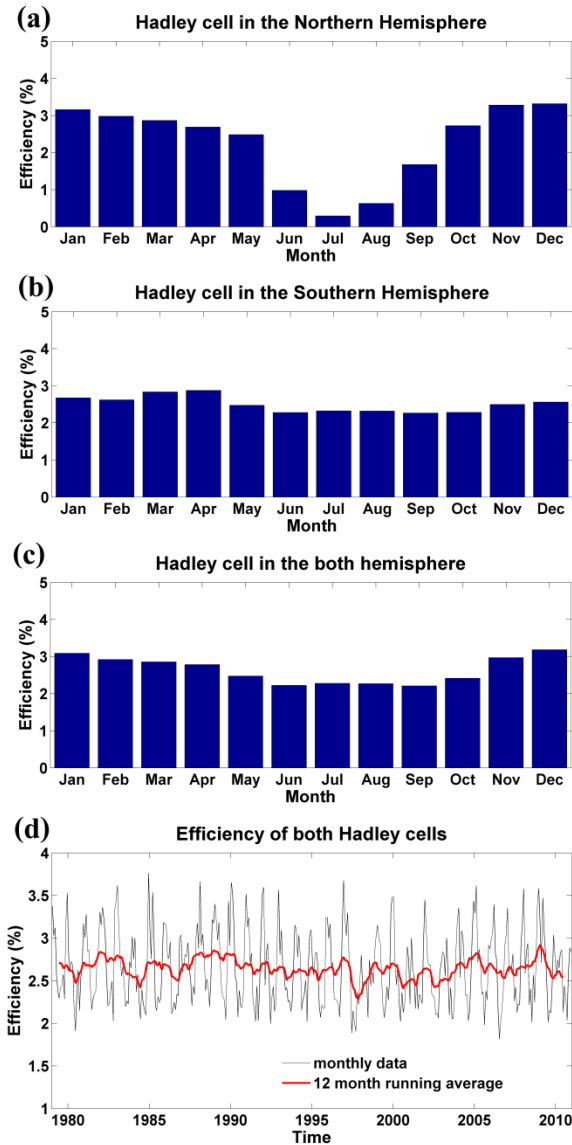 (a)
Hadley cell in the Northern Hemisphere
5
4
3
2
1
0
Efficiency (%)
Jan Feb Mar Apr May Jun Jul Aug Sep Oct Nov Dec
Month
(b)
Hadley cell in the Southern Hemisphere
5
4
3
2
1
0
Efficiency (%)
Jan Feb Mar Apr May Jun Jul Aug Sep Oct Nov Dec
Month
(c)
Hadley cell in the both hemisphere
5
4
3
2
1
0
Efficiency (%)
Jan Feb Mar Apr May Jun Jul Aug Sep Oct Nov Dec
Month
(d)
Efficiency of both Hadley cells
4
3.5
3
2.5
2
1.5
1
Efficiency (%)
monthly data
12 month running average
1980 1985 1990 1995 2000 2005 2010
Time